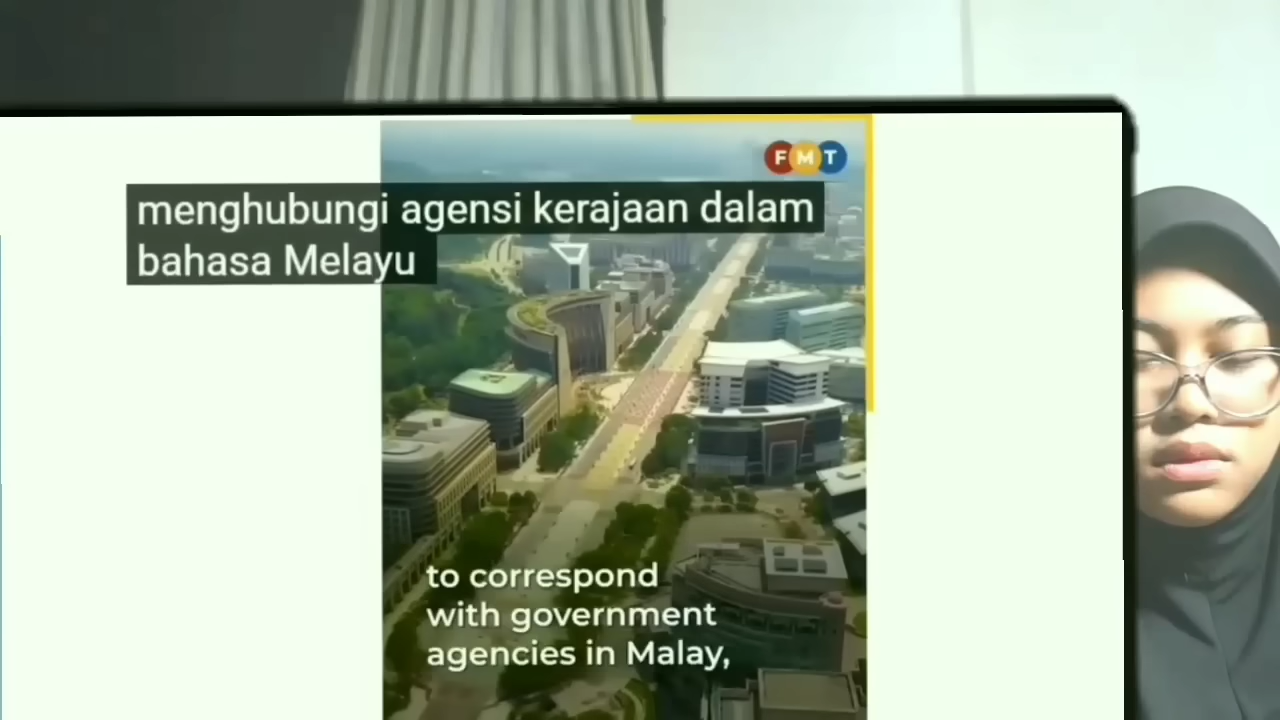 FMT
menghubungi agensi kerajaan dalam
bahasa Melayu
to correspond
with government
agencies in Malay,